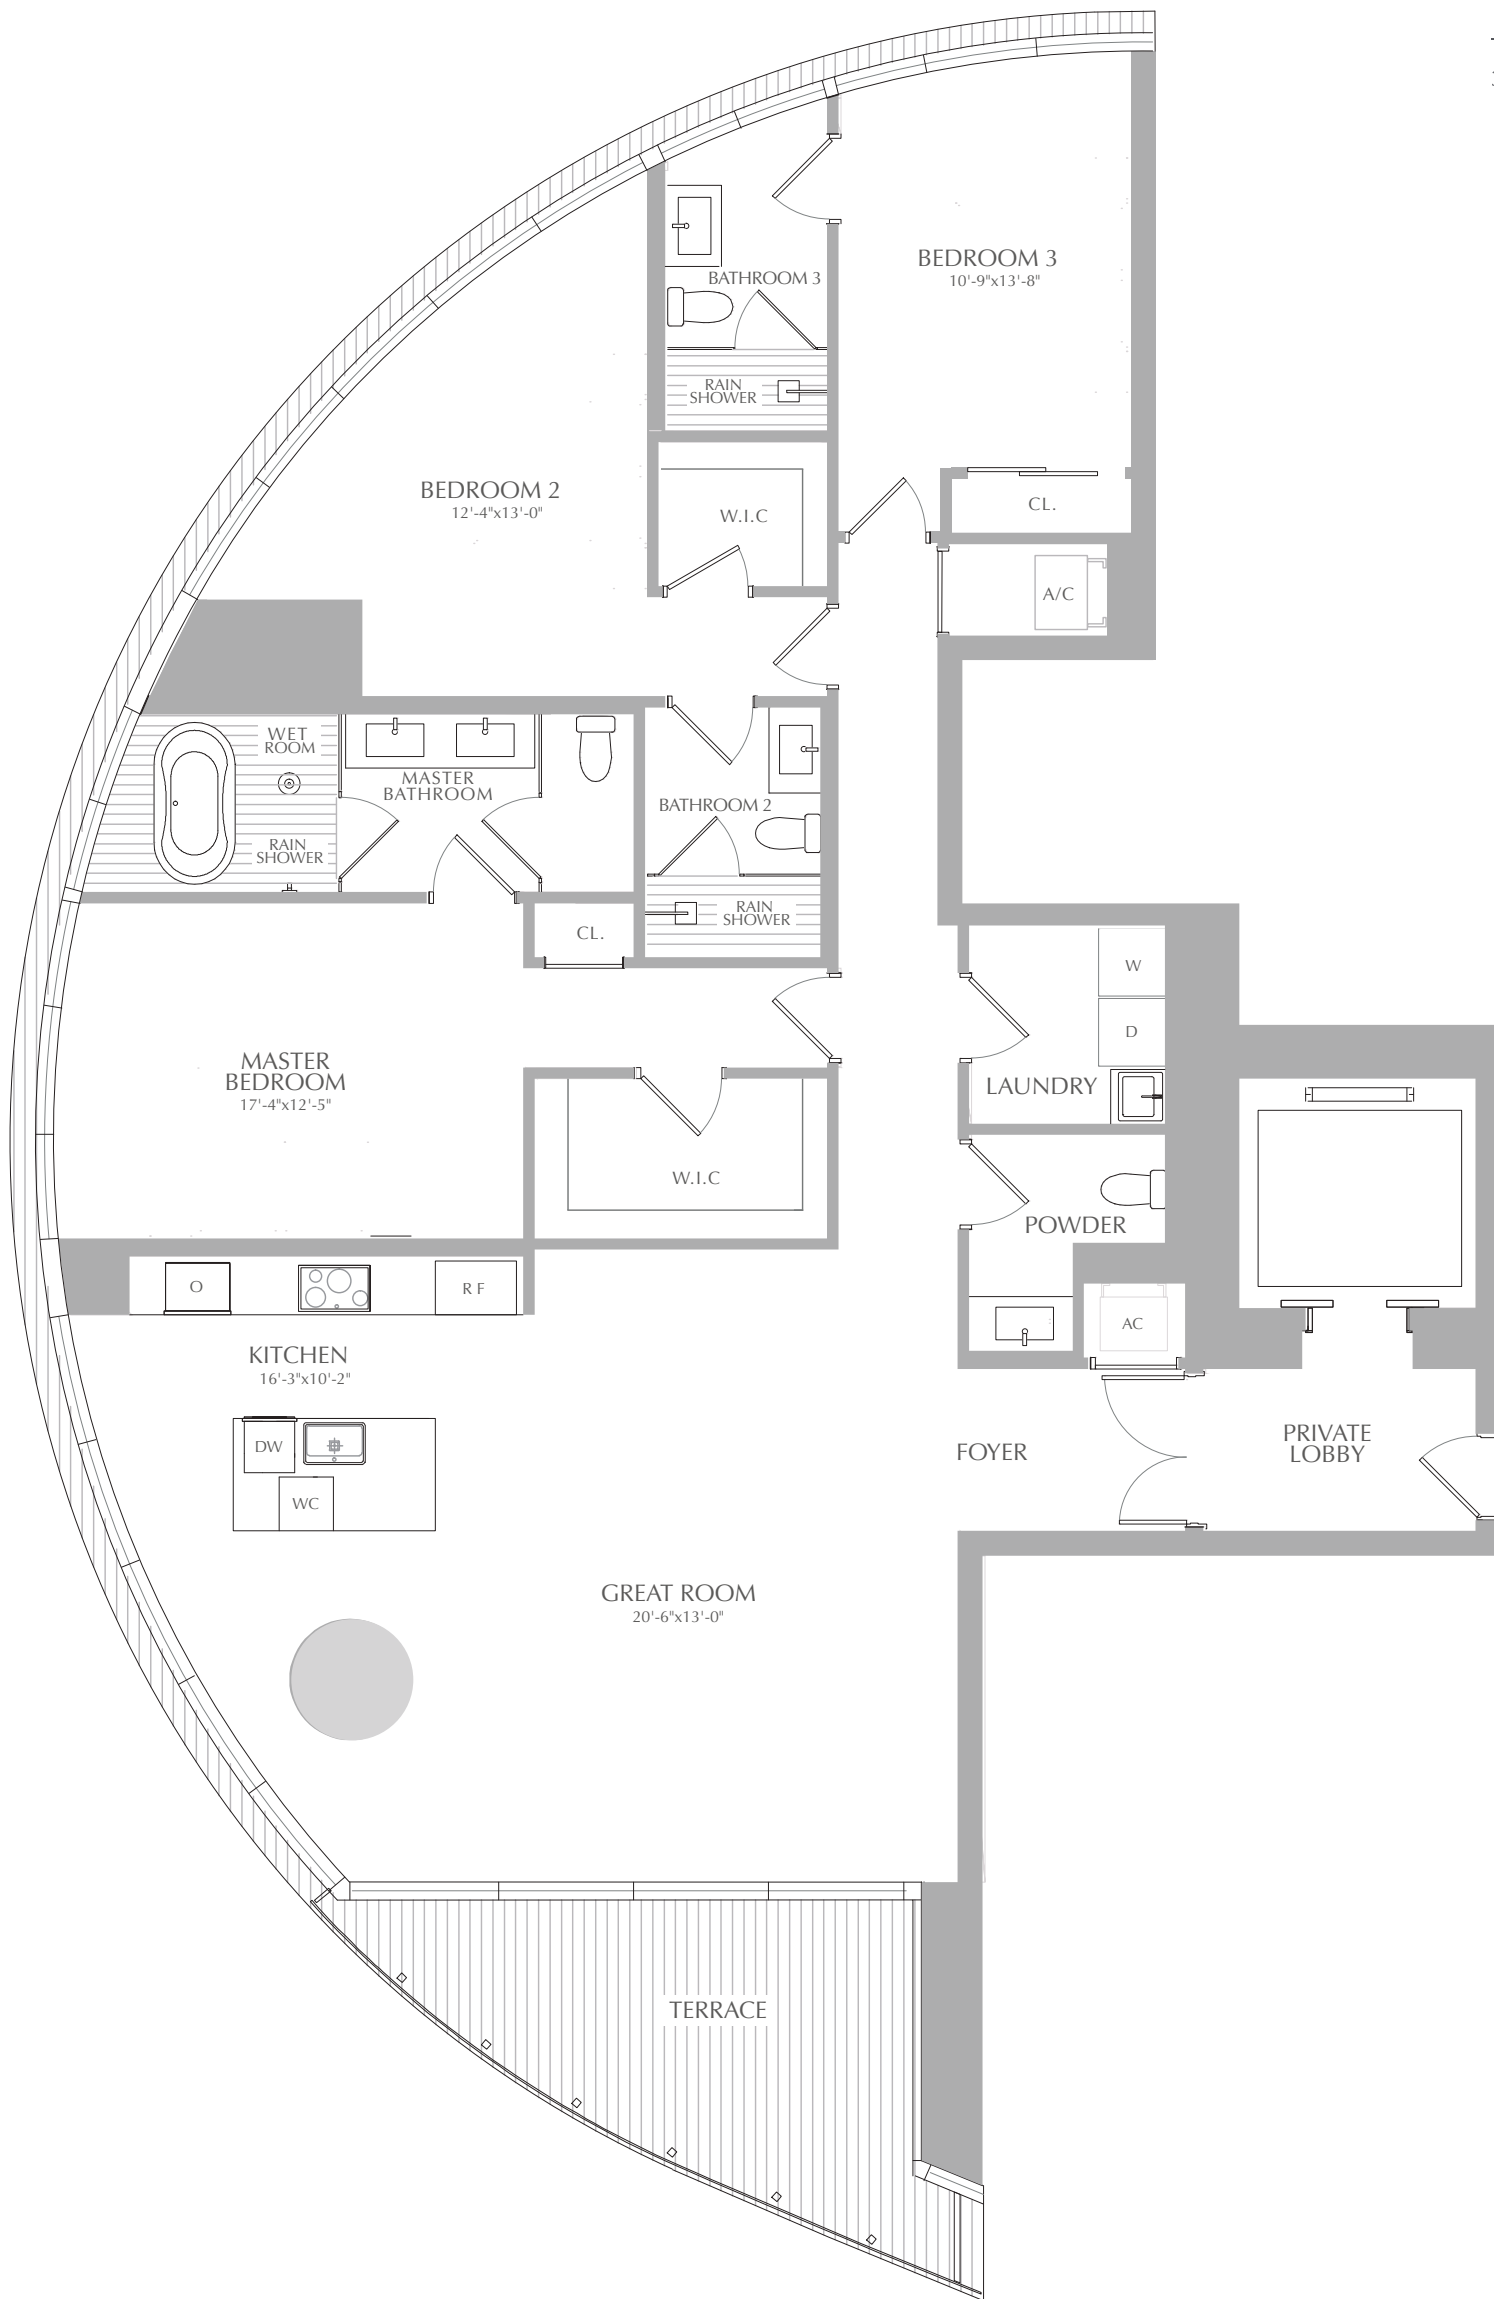 BEDROOM 3
10'-9"x13'-8"
BATHROOM 3
RAIN
SHOWER
BEDROOM 2
12'-4"x13'-0"
W.I.C
CL.
A/C
WET
ROOM
MASTER
BATHROOM
BATHROOM 2
RAIN
SHOWER
RAIN
SHOWER
CL.
W
D
LAUNDRY
MASTER
BEDROOM
17'-4"x12'-5"
W.I.C
POWDER
O
R F
AC
KITCHEN
16'-3"x10'-2"
DW
WC
FOYER
PRIVATE
LOBBY
GREAT ROOM
20'-6"x13'-0"
TERRACE